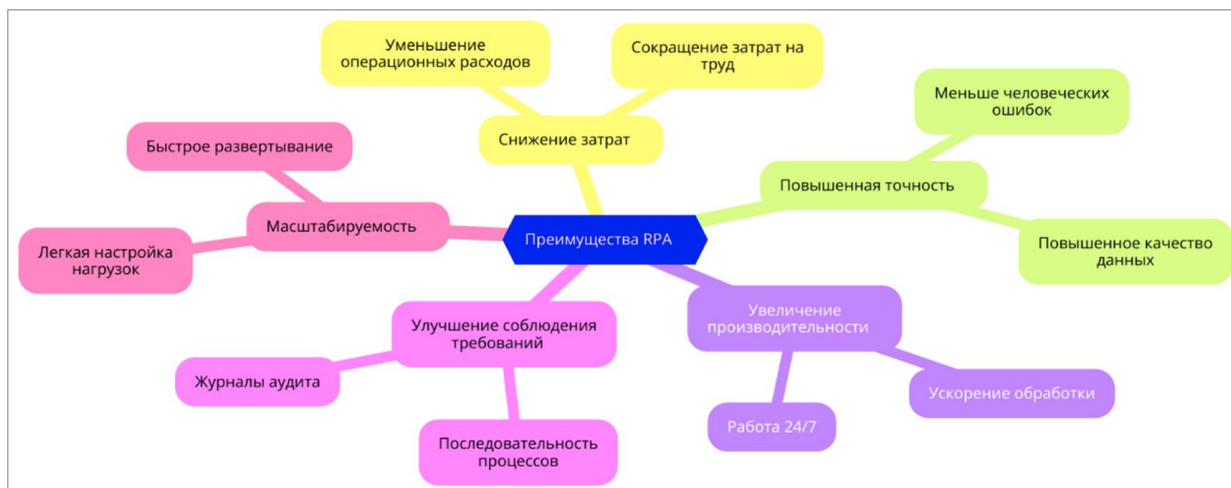 Уменьшение
операционных расходов
Сокращение затрат на
труд
Снижение затрат
Меньше человеческих
ошибок
Повышенная точность
Повышенное качество
данных
Быстрое развертывание
Масштабируемость
Легкая настройка
нагрузок
Преимущества RPA
Улучшение соблюдения
требований
Журналы аудита
Последовательность
процессов
Увеличение
производительности
Ускорение обработки
Работа 24/7